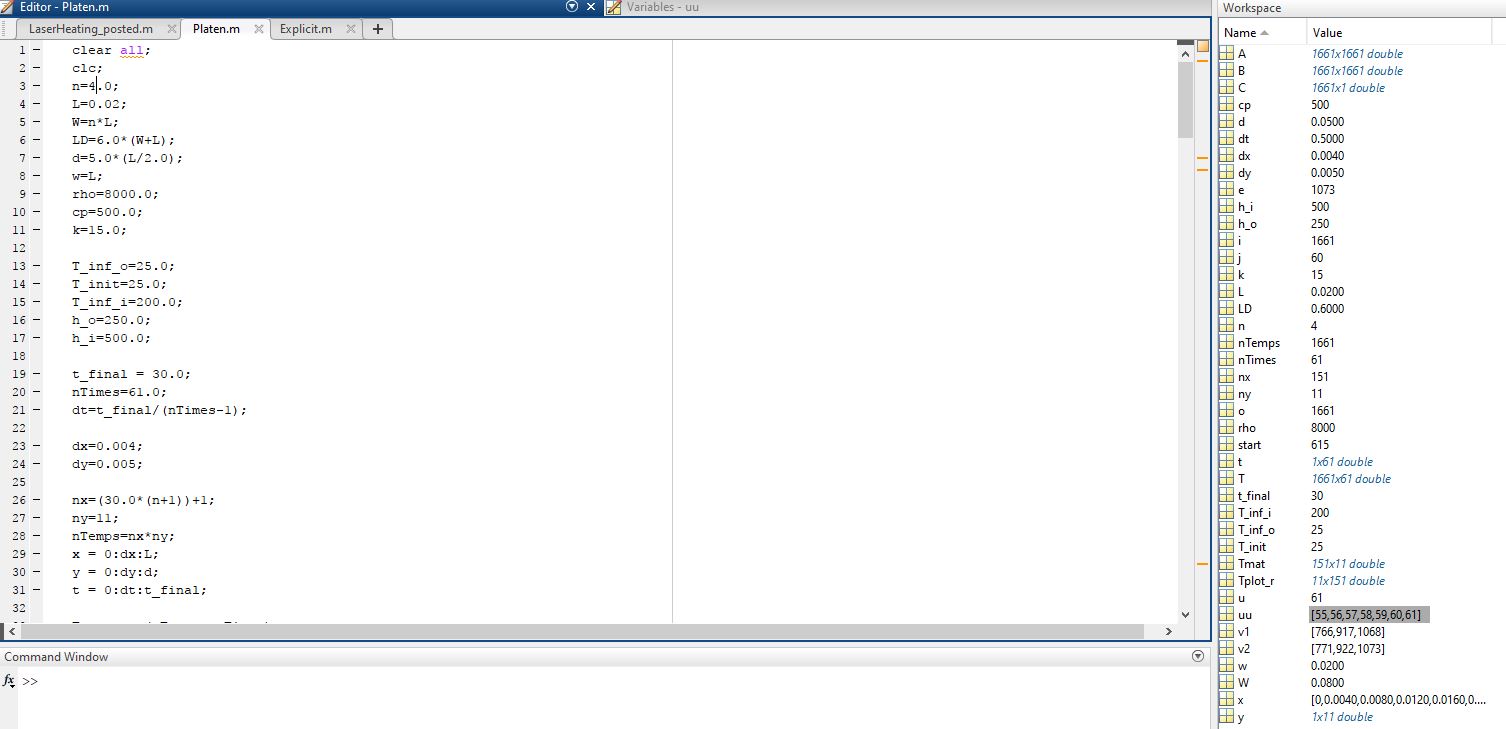 Editor - Platen.m
Variables - uu
LaserHeating_posted.m
Platen.m
Explicit.m
1 - clear all;
2 - clc;
3 - n=4.0;
4 - L=0.02;
5 - W=n*L;
6 - LD=6.0*(W+L);
7 - d=5.0*(L/2.0);
8 - w=L;
9 - rho=8000.0;
10 - cp=500.0;
11 - k=15.0;
12
13 - T_inf_o=25.0;
14 - T_init=25.0;
15 - T_inf_i=200.0;
16 - h_o=250.0;
17 - h_i=500.0;
18
19 - t_final = 30.0;
20 - nTimes=61.0;
21 - dt=t_final/(nTimes-1);
22
23 - dx=0.004;
24 - dy=0.005;
25
26 - nx=(30.0*(n+1))+1;
27 - ny=11;
28 - nTemps=nx*ny;
29 - x = 0:dx:L;
30 - y = 0:dy:d;
31 - t = 0:dt:t_final;
32
Command Window
fx >>
Workspace
Name Value
A 1661x1661 double
B 1661x1661 double
C 1661x1 double
cp 500
d 0.0500
dt 0.5000
dx 0.0040
dy 0.0050
e 1073
h_i 500
h_o 250
i 1661
j 60
k 15
L 0.0200
LD 0.6000
n 4
nTemps 1661
nTimes 61
nx 151
ny 11
o 1661
rho 8000
start 615
t 1x61 double
T 1661x61 double
t_final 30
T_inf_i 200
T_inf_o 25
T_init 25
Tmat 151x11 double
Tplot_r 11x151 double
u 61
uu [55,56,57,58,59,60,61]
v1 [766,917,1068]
v2 [771,922,1073]
w 0.0200
W 0.0800
x [0,0.0040,0.0080,0.0120,0.0160,0....
y 1x11 double